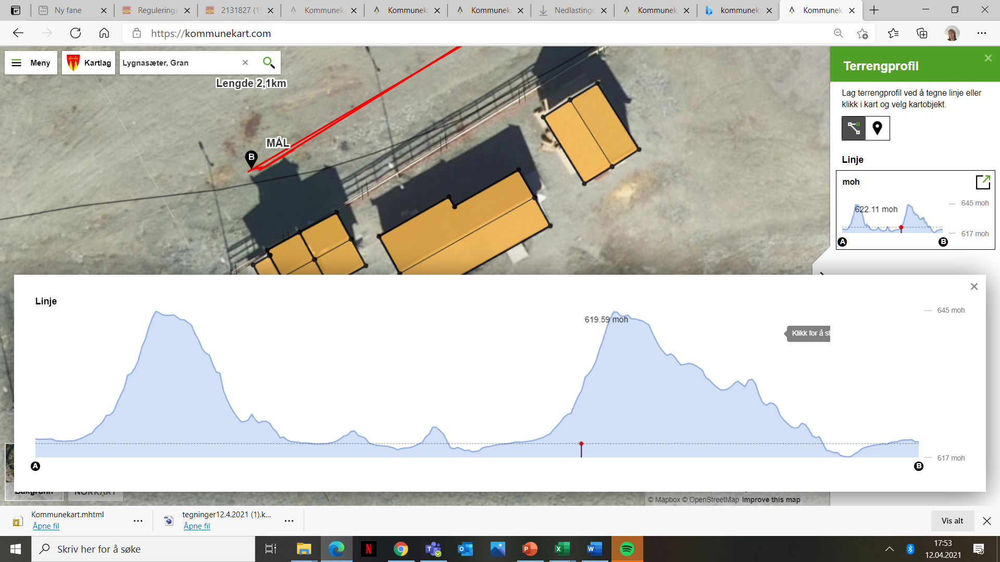 Ny fane
Regulerings
2131827 (19
Kommunek
Kommunek
Kommunek
Nedlastinge
Kommunek
kommunek
Kommunek
https://kommunekart.com
Meny
Kartlag
Lygnasæter, Gran
Lengde 2,1km
MÅL
B
Terrengprofil
Lag terrengprofil ved å tegne linje eller
klikk i kart og velg kartobjekt.
Linje
moh
622.11 moh
645 moh
617 moh
A
B
Linje
619.59 moh
Klikk for å st
645 moh
617 moh
A
B
Bakgrunn
NORKART
© Mapbox © OpenStreetMap Improve this map
Kommunekart.mhtml
Åpne fil
tegninger12.4.2021 (1).k...
Åpne fil
Vis alt
Skriv her for å søke
17:53
12.04.2021